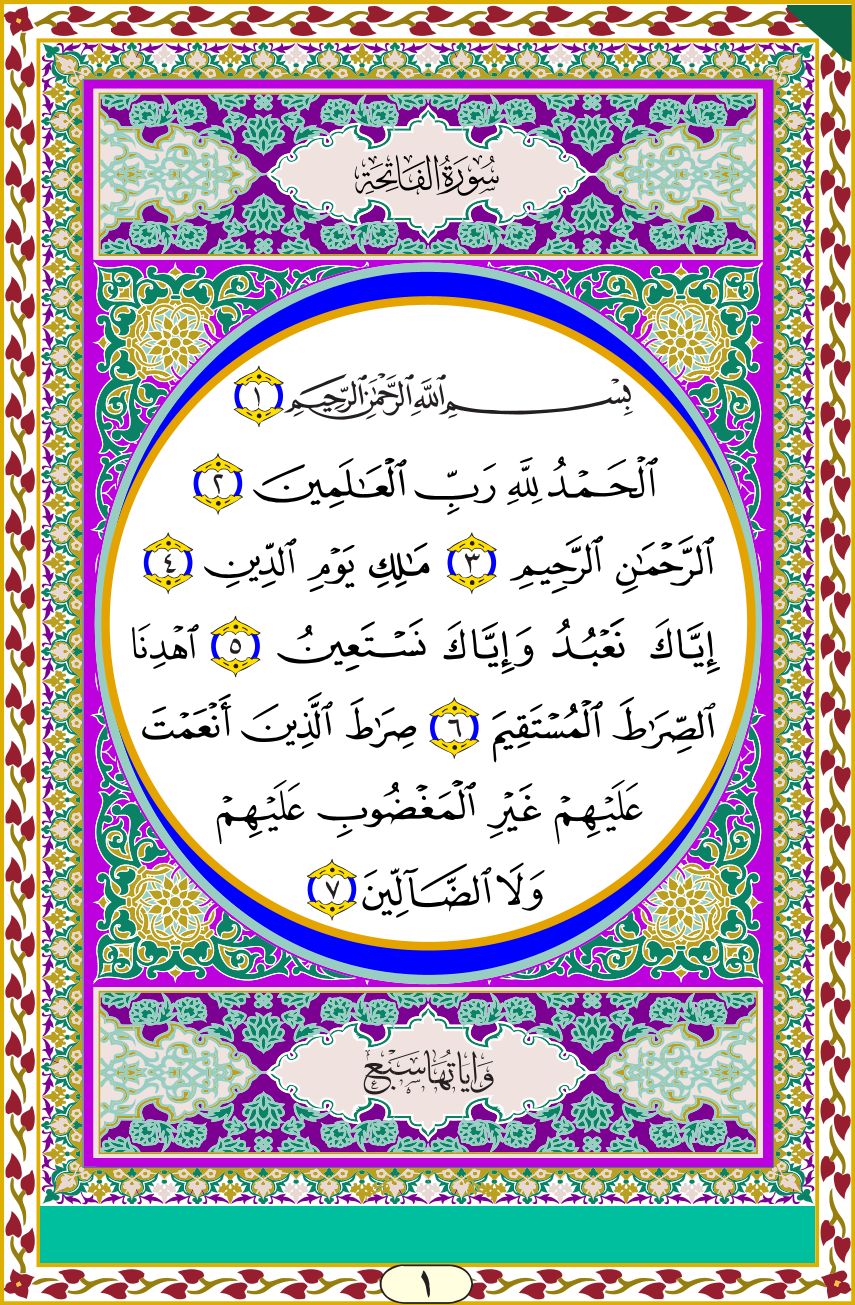 سُورَةُ الفَاتِحَةِ
بِسْمِ ٱللَّهِ ٱلرَّحْمَٰنِ ٱلرَّحِيمِ ١
ٱلْحَمْدُ لِلَّهِ رَبِّ ٱلْعَٰلَمِينَ ٢
ٱلرَّحْمَٰنِ ٱلرَّحِيمِ ٣ مَٰلِكِ يَوْمِ ٱلدِّينِ ٤
إِيَّاكَ نَعْبُدُ وَإِيَّاكَ نَسْتَعِينُ ٥ ٱهْدِنَا
ٱلصِّرَٰطَ ٱلْمُسْتَقِيمَ ٦ صِرَٰطَ ٱلَّذِينَ أَنْعَمْتَ
عَلَيْهِمْ غَيْرِ ٱلْمَغْضُوبِ عَلَيْهِمْ
وَلَا ٱلضَّآلِّينَ ٧
وَاٰيَاتُهَا سَبْعٌ
١